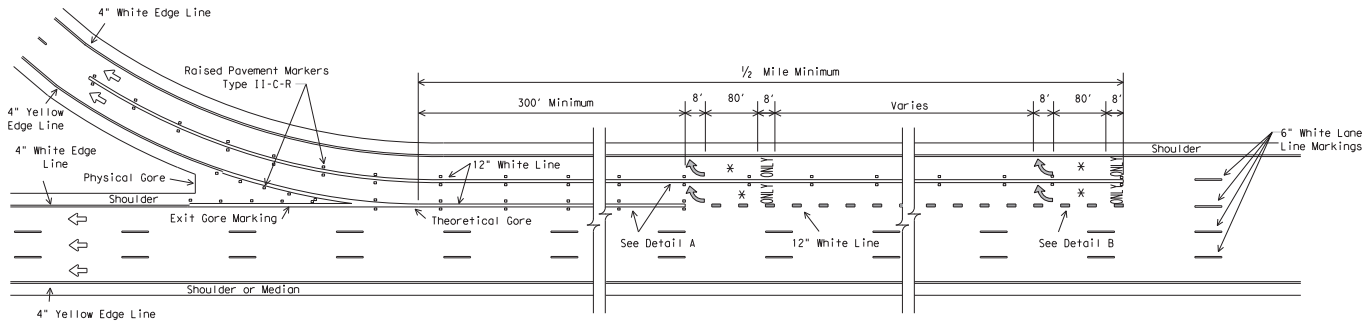 4" White Edge Line
Raised Pavement Markers
Type II-C-R
½ Mile Minimum
300' Minimum
8'
80'
8'
Varies
8'
80'
8'
4" Yellow
Edge Line
4" White Edge
Line
Physical Gore
Shoulder
Exit Gore Marking
12" White Line
Theoretical Gore
See Detail A
*
*
ONLY
ONLY
12" White Line
*
*
ONLY
ONLY
See Detail B
Shoulder
6" White Lane
Line Markings
Shoulder or Median
4" Yellow Edge Line